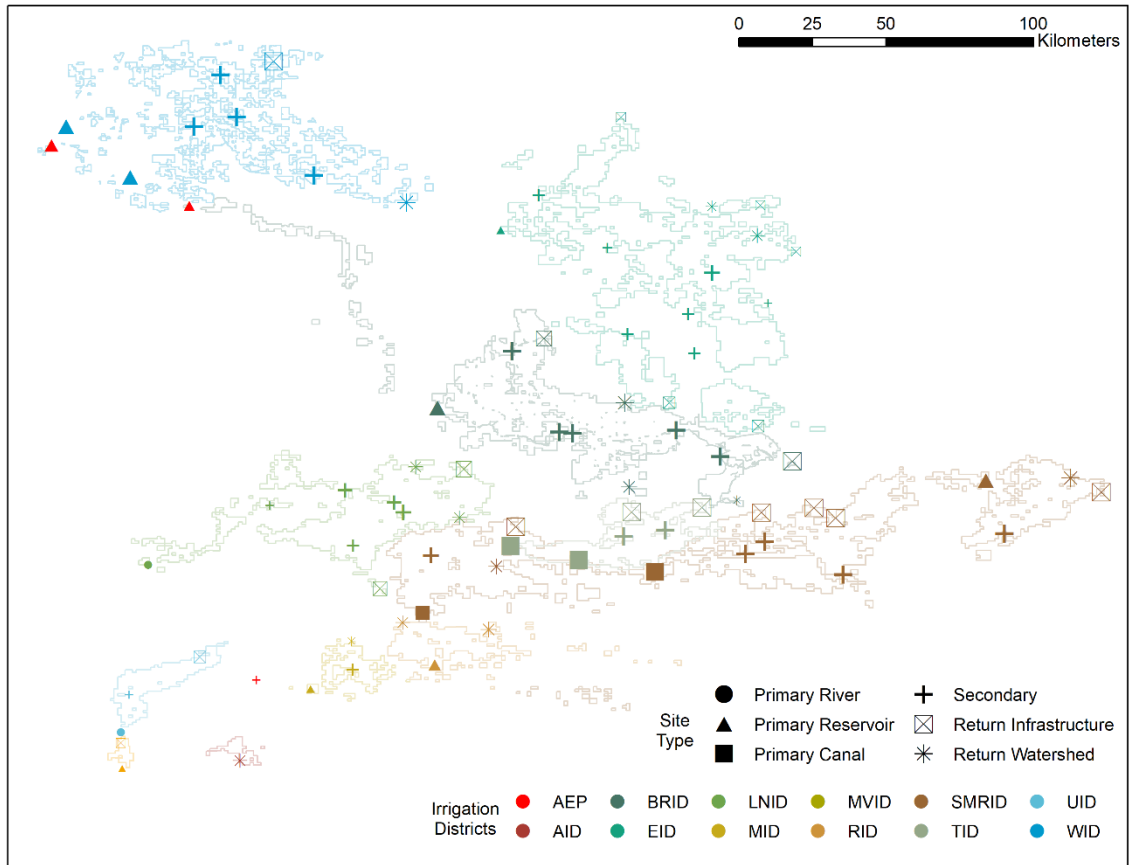 0 25 50 100
Kilometers
Site Type
Primary River
Secondary
Primary Reservoir
Return Infrastructure
Primary Canal
Return Watershed
Irrigation Districts
AEP BRID LNID MVID SMRID UID
AID EID MID RID TID WID